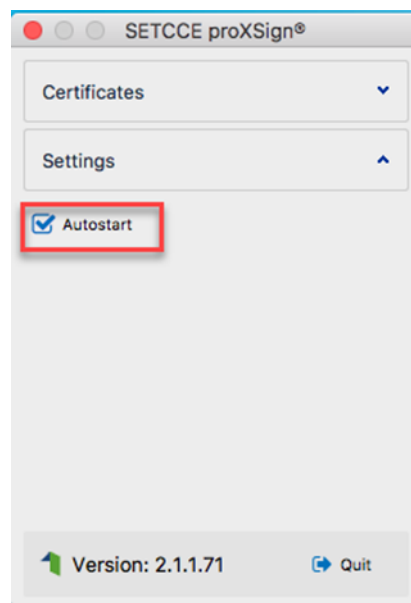 SETCCE proXSign®
Certificates
Settings
Autostart
Version: 2.1.1.71 Quit